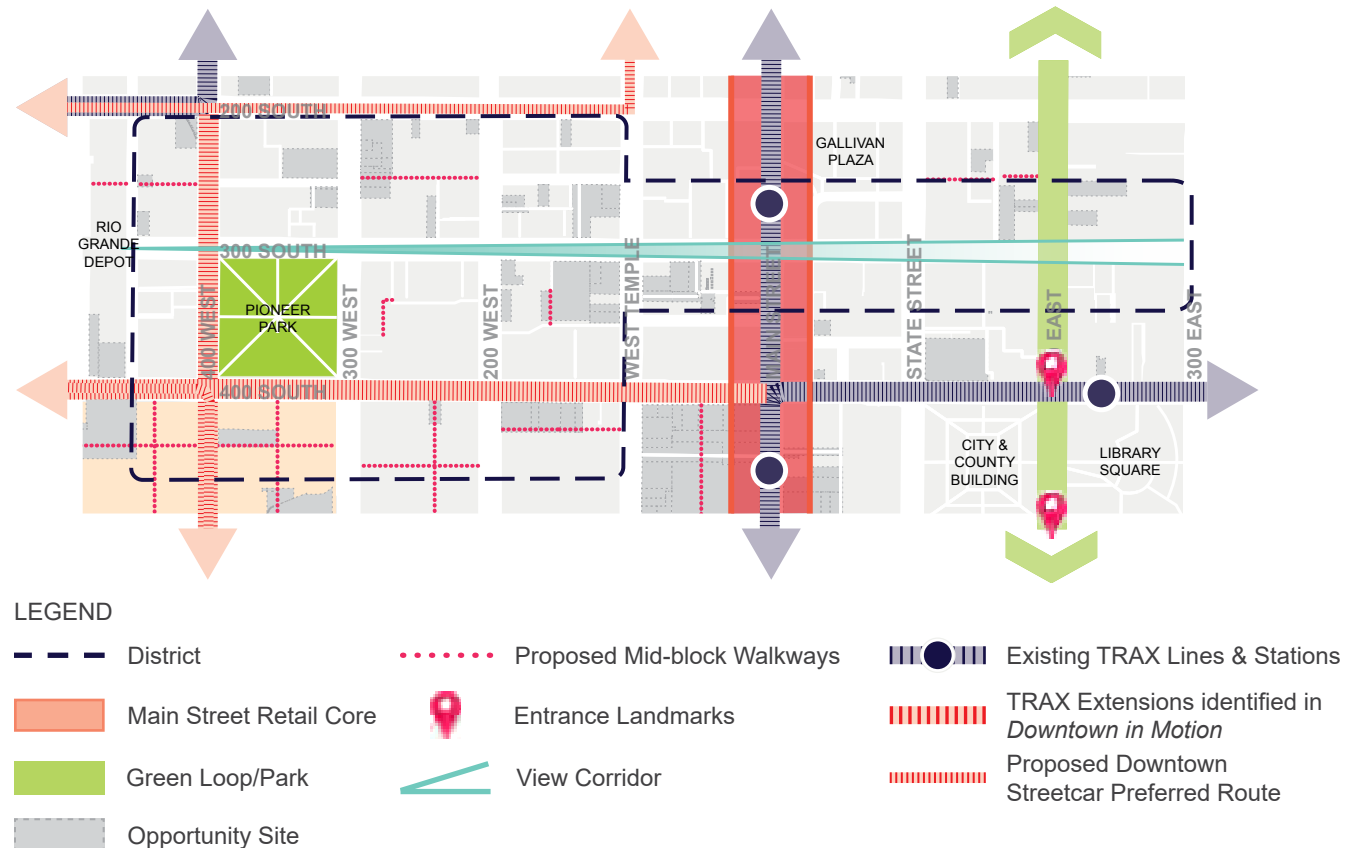 200 SOUTH
GALLIVAN
PLAZA
RIO
GRANDE
DEPOT
300 SOUTH
PIONEER
PARK
400 WEST
300 WEST
200 WEST
WEST TEMPLE
MAIN STREET
STATE STREET
EAST
300 EAST
400 SOUTH
CITY &
COUNTY
BUILDING
LIBRARY
SQUARE
LEGEND
District
Proposed Mid-block Walkways
Existing TRAX Lines & Stations
Main Street Retail Core
Entrance Landmarks
TRAX Extensions identified in
Downtown in Motion
Green Loop/Park
View Corridor
Proposed Downtown
Streetcar Preferred Route
Opportunity Site